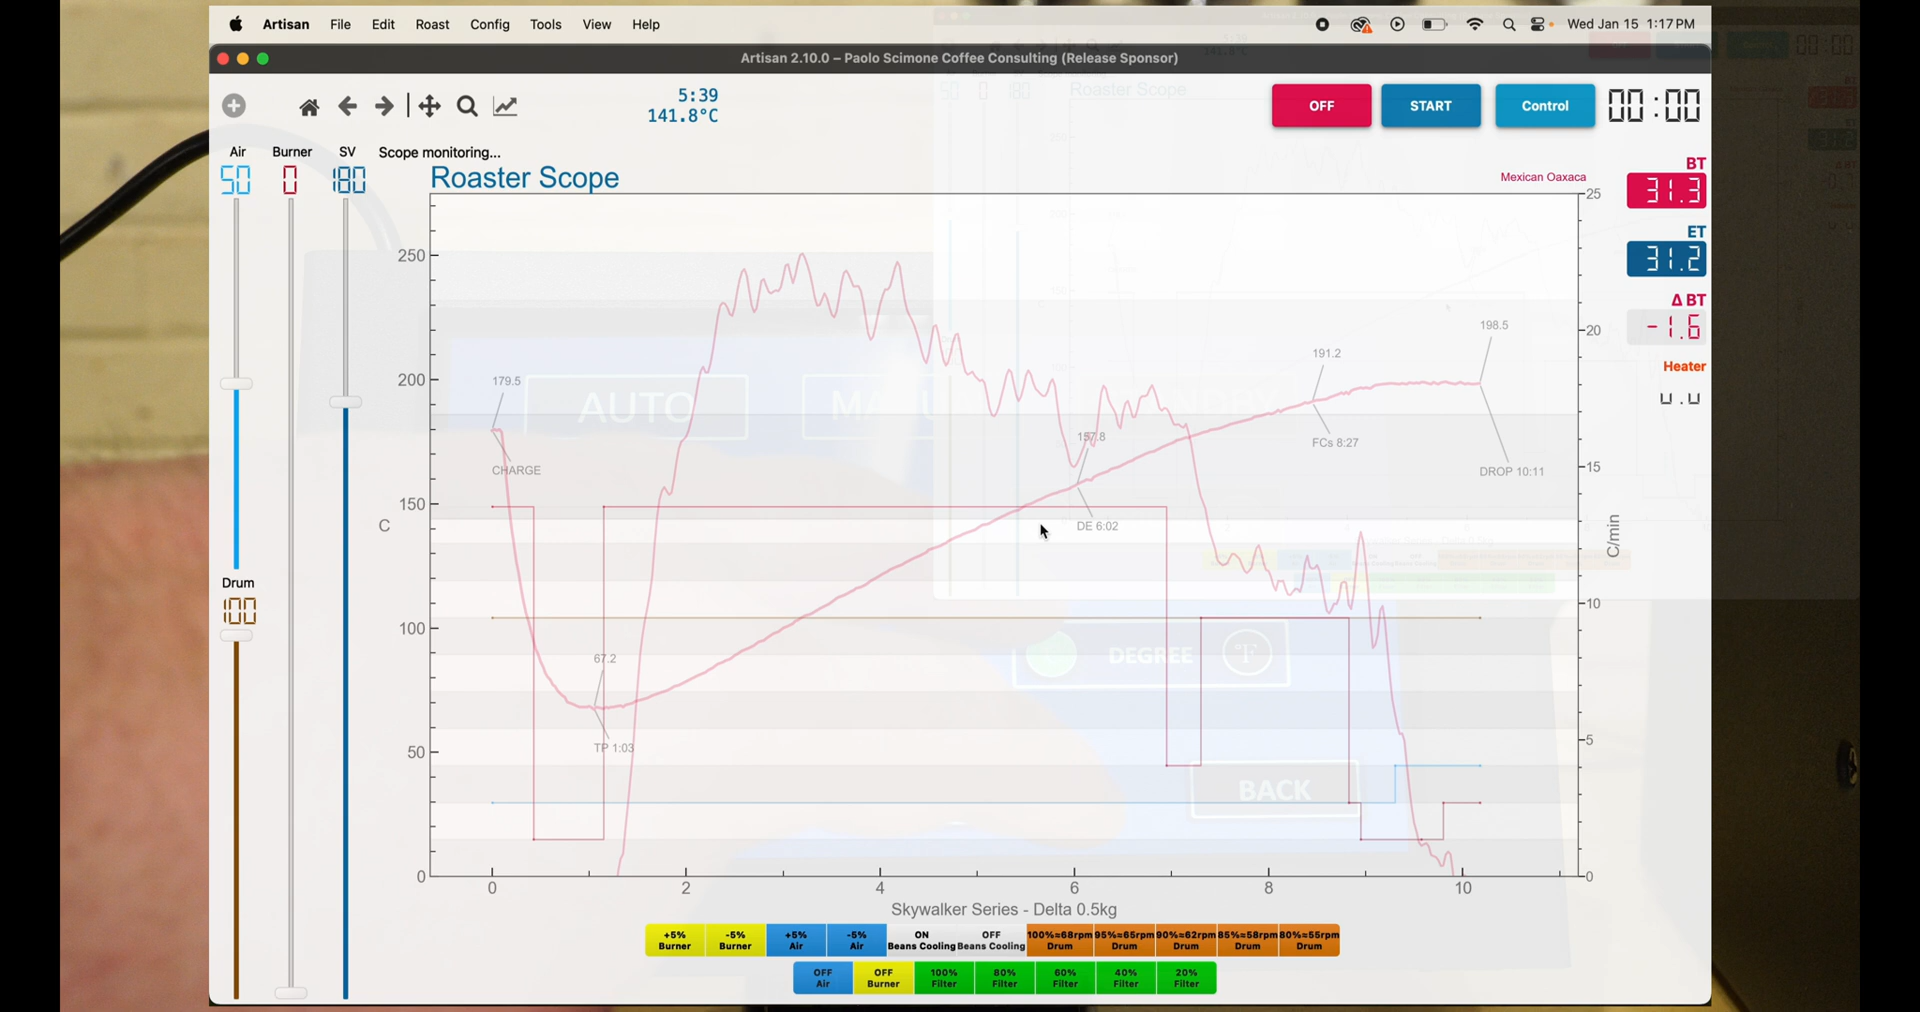 Artisan File Edit Roast Config Tools View Help Wed Jan 15 1:17 PM
Artisan 2.10.0 – Paolo Scimone Coffee Consulting (Release Sponsor)
5:39
141.8°C
OFF START Control 00:00
Air Burner SV Scope monitoring...
50 0 180 Roaster Scope
Mexican Oaxaca
BT
31.3
ET
31.2
Δ BT
-1.6
Heater
Drum
100
C
250
200
150
100
50
0
25
20
15
10
5
0
C/min
179.5
CHARGE
67.2
TP 1:03
157.8
DE 6:02
191.2
FCs 8:27
198.5
DROP 10:11
AUTO
DEGREE °F
BACK
0 2 4 6 8 10
Skywalker Series - Delta 0.5kg
+5% Burner
-5% Burner
+5% Air
-5% Air
ON Beans Cooling
OFF Beans Cooling
100%≈68rpm Drum
95%≈65rpm Drum
90%≈62rpm Drum
85%≈58rpm Drum
80%≈55rpm Drum
OFF Air
OFF Burner
100% Filter
80% Filter
60% Filter
40% Filter
20% Filter